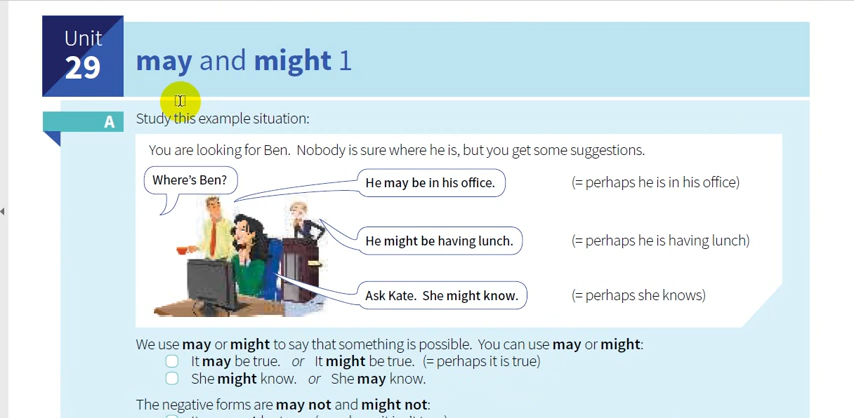 Unit
29
may and might 1
A
Study this example situation:
You are looking for Ben. Nobody is sure where he is, but you get some suggestions.
Where's Ben?
He may be in his office.
(= perhaps he is in his office)
He might be having lunch.
(= perhaps he is having lunch)
Ask Kate. She might know.
(= perhaps she knows)
We use may or might to say that something is possible. You can use may or might:
It may be true. or It might be true. (= perhaps it is true)
She might know. or She may know.
The negative forms are may not and might not: